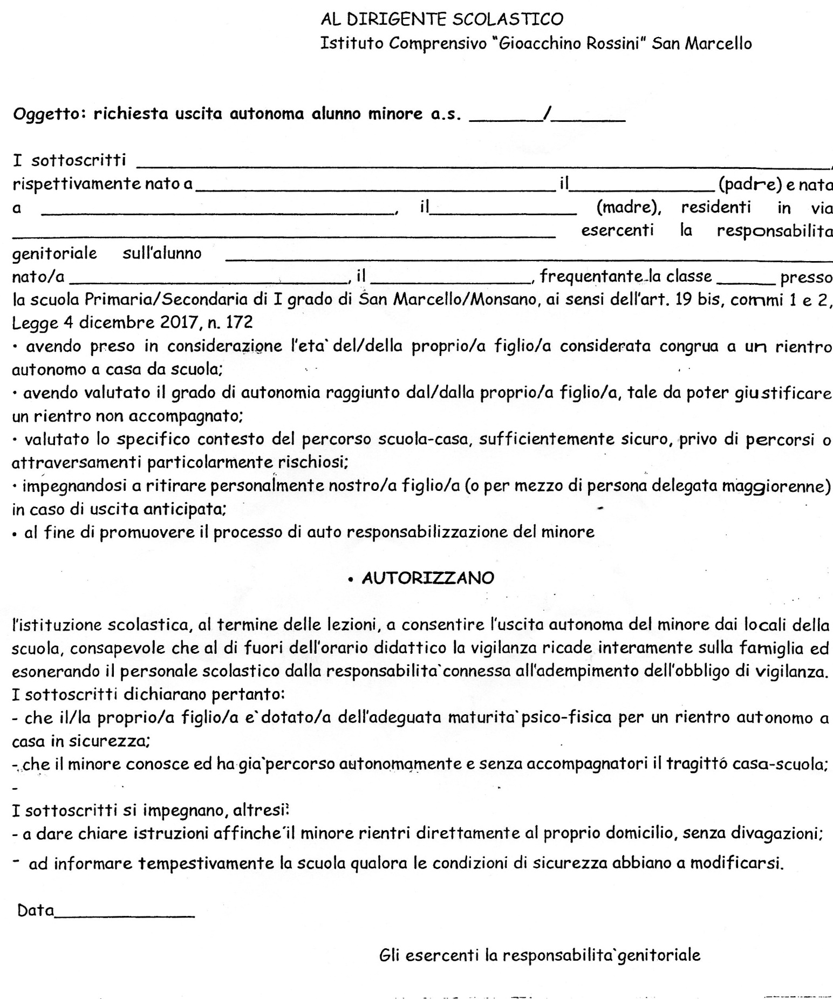 AL DIRIGENTE SCOLASTICO
Istituto Comprensivo "Gioacchino Rossini" San Marcello
Oggetto: richiesta uscita autonoma alunno minore a.s. ________/________
I sottoscritti ________________________________________________,
rispettivamente nato a______________________________il______________(padre) e nata
a ______________________________, il______________ (madre), residenti in via
______________________________________________ esercenti la responsabilita
genitoriale sull'alunno ______________________________________________
nato/a ________________________, il ______________, frequentante la classe ______ presso
la scuola Primaria/Secondaria di I grado di San Marcello/Monsano, ai sensi dell'art. 19 bis, commi 1 e 2,
Legge 4 dicembre 2017, n. 172
• avendo preso in considerazione l'eta` del/della proprio/a figlio/a considerata congrua a un rientro
autonomo a casa da scuola;
• avendo valutato il grado di autonomia raggiunto dal/dalla proprio/a figlio/a, tale da poter giustificare
un rientro non accompagnato;
• valutato lo specifico contesto del percorso scuola-casa, sufficientemente sicuro, privo di percorsi o
attraversamenti particolarmente rischiosi;
• impegnandosi a ritirare personalmente nostro/a figlio/a (o per mezzo di persona delegata maggiorenne)
in caso di uscita anticipata;
• al fine di promuovere il processo di auto responsabilizzazione del minore
• AUTORIZZANO
l'istituzione scolastica, al termine delle lezioni, a consentire l'uscita autonoma del minore dai locali della
scuola, consapevole che al di fuori dell'orario didattico la vigilanza ricade interamente sulla famiglia ed
esonerando il personale scolastico dalla responsabilita` connessa all'adempimento dell'obbligo di vigilanza.
I sottoscritti dichiarano pertanto:
- che il/la proprio/a figlio/a e` dotato/a dell'adeguata maturita` psico-fisica per un rientro autonomo a
casa in sicurezza;
- che il minore conosce ed ha gia` percorso autonomamente e senza accompagnatori il tragitto casa-scuola;
-
I sottoscritti si impegnano, altresi`:
- a dare chiare istruzioni affinche´ il minore rientri direttamente al proprio domicilio, senza divagazioni;
- ad informare tempestivamente la scuola qualora le condizioni di sicurezza abbiano a modificarsi.
Data______________
Gli esercenti la responsabilita` genitoriale